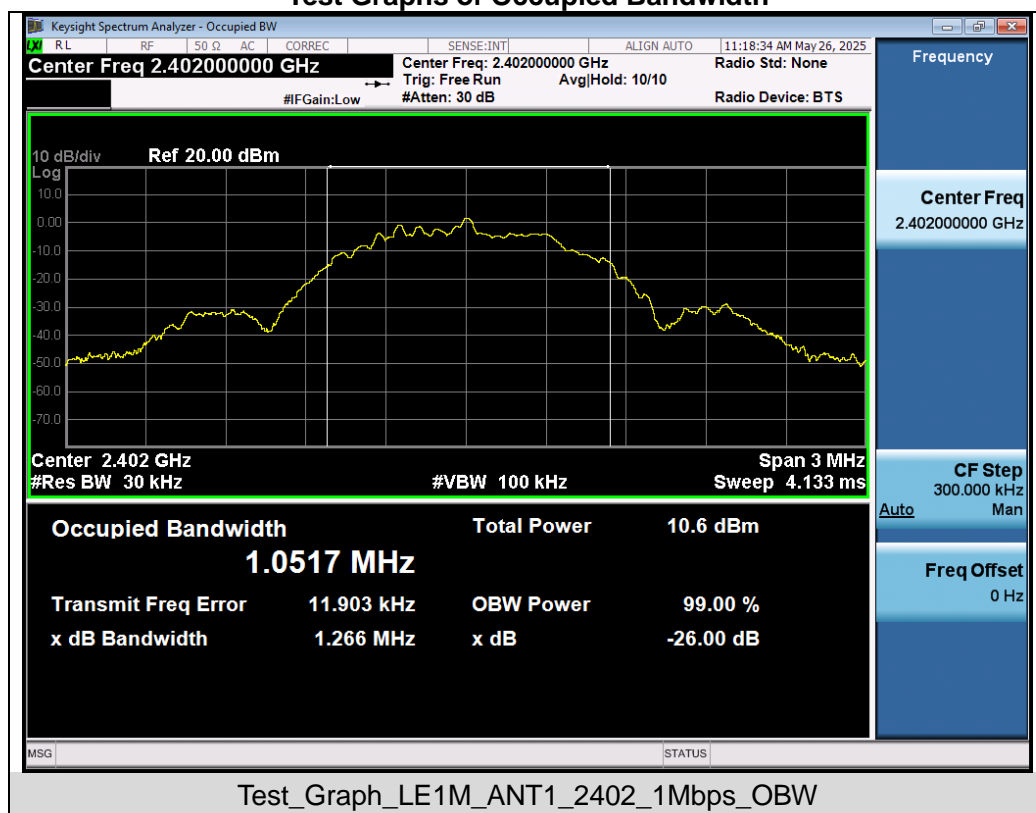 Test Graphs of Occupied Bandwidth
Keysight Spectrum Analyzer - Occupied BW
LXI RL RF 50 Ω AC CORREC SENSE:INT ALIGN AUTO 11:18:34 AM May 26, 2025
Center Freq 2.402000000 GHz
Center Freq: 2.402000000 GHz
Radio Std: None
Trig: Free Run Avg|Hold: 10/10
#IFGain:Low #Atten: 30 dB Radio Device: BTS
Frequency
10 dB/div Ref 20.00 dBm
Log
10.0
0.00
-10.0
-20.0
-30.0
-40.0
-50.0
-60.0
-70.0
Center 2.402 GHz Span 3 MHz
#Res BW 30 kHz #VBW 100 kHz Sweep 4.133 ms
Center Freq
2.402000000 GHz
CF Step
300.000 kHz
Auto Man
Freq Offset
0 Hz
Occupied Bandwidth Total Power 10.6 dBm
1.0517 MHz
Transmit Freq Error 11.903 kHz OBW Power 99.00 %
x dB Bandwidth 1.266 MHz x dB -26.00 dB
MSG STATUS
Test_Graph_LE1M_ANT1_2402_1Mbps_OBW